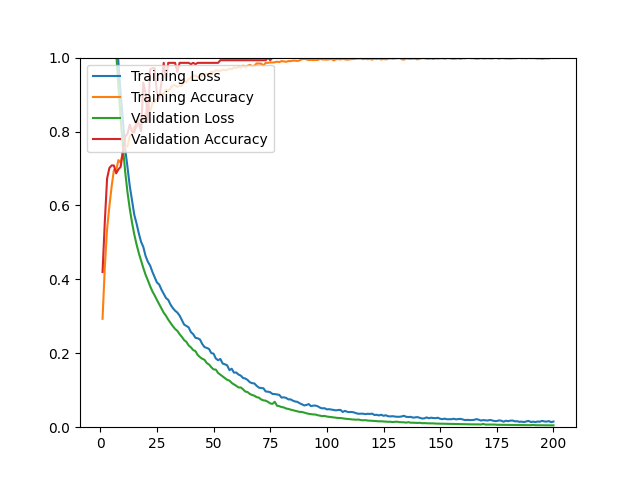 1.0
0.8
0.6
0.4
0.2
0.0
Training Loss
Training Accuracy
Validation Loss
Validation Accuracy
0 25 50 75 100 125 150 175 200